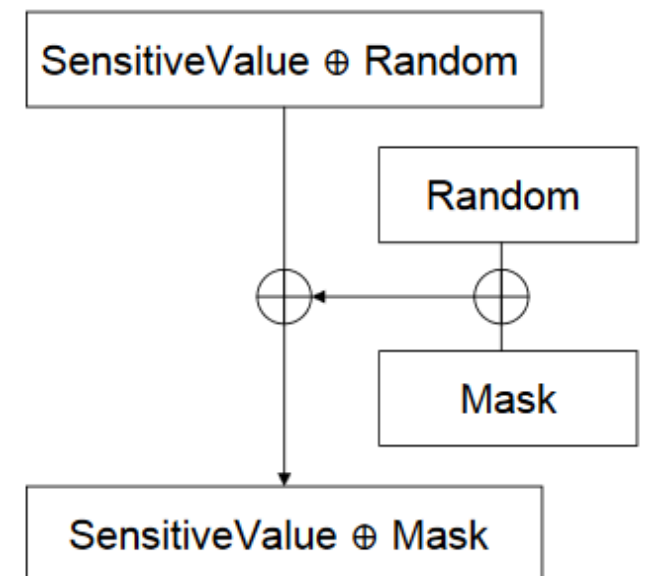 SensitiveValue ⊕ Random
Random
Mask
SensitiveValue ⊕ Mask